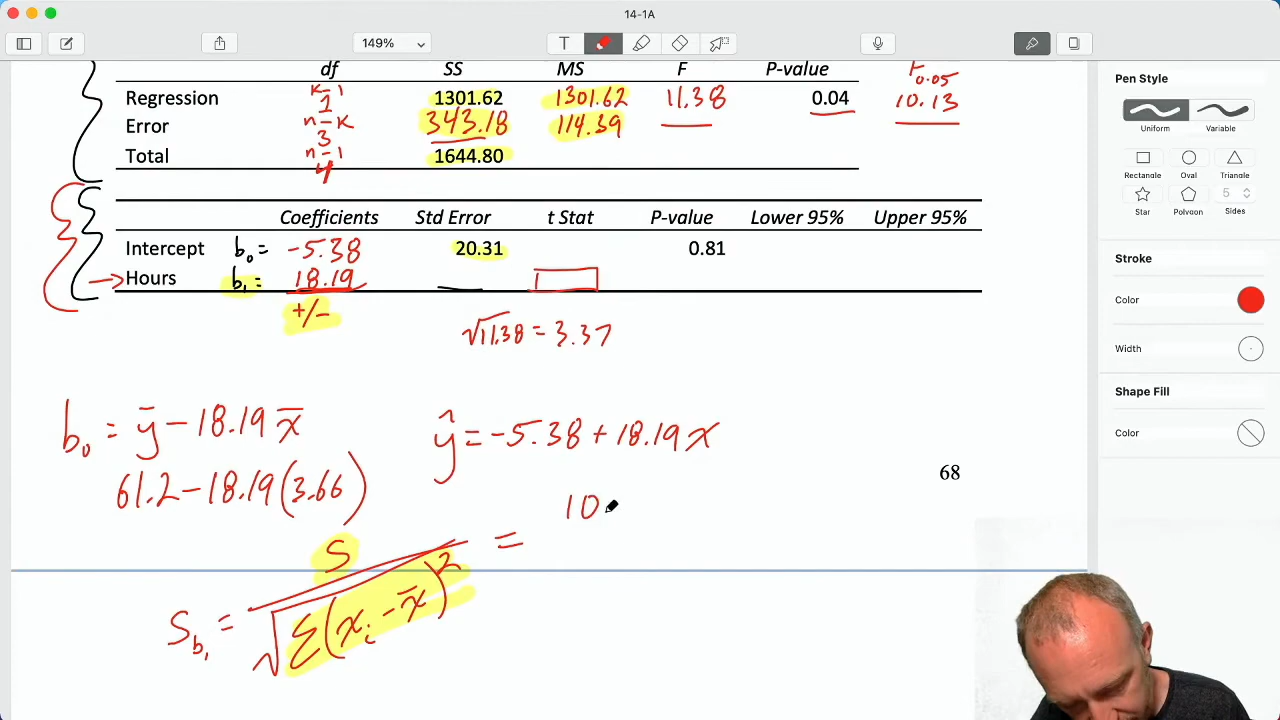 14-1A
149%
T
Pen Style
Uniform Variable
Rectangle Oval Triangle
Star Polygon 5 Sides
Stroke
Color
Width
Shape Fill
Color
df SS MS F P-value F0.05
Regression K-1 1 1301.62 1301.62 11.38 0.04 10.13
Error n-K 3 343.18 114.39
Total n-1 4 1644.80
Coefficients Std Error t Stat P-value Lower 95% Upper 95%
Intercept b₀ = -5.38 20.31 0.81
Hours b₁ = 18.19
+/-
√11.38 = 3.37
b₀ = ȳ - 18.19 x̄
ŷ = -5.38 + 18.19 x
61.2 - 18.19 (3.66)
68
S b₁ = S / √Σ(xᵢ - x̄)² = 10